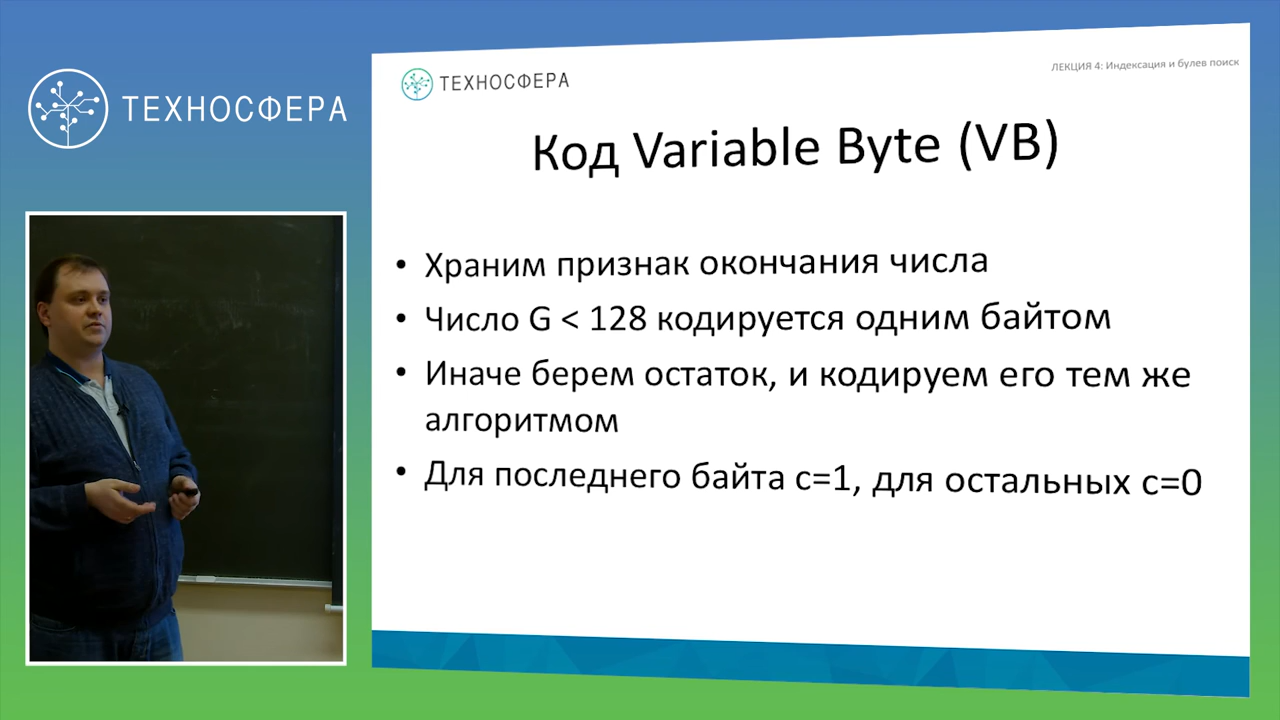 ТЕХНОСФЕРА
ТЕХНОСФЕРА
ЛЕКЦИЯ 4: Индексация и булев поиск
Код Variable Byte (VB)
• Храним признак окончания числа
• Число G < 128 кодируется одним байтом
• Иначе берем остаток, и кодируем его тем же
алгоритмом
• Для последнего байта c=1, для остальных c=0